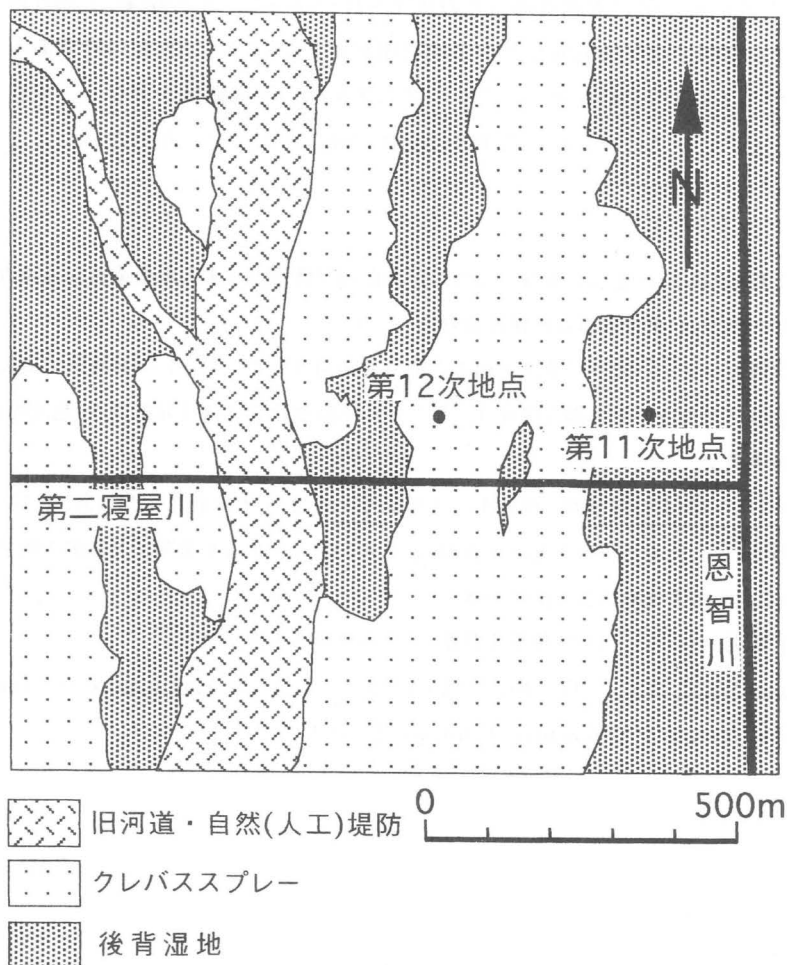 N
第12次地点
第11次地点
第二寝屋川
恩智川
0 500m
旧河道・自然(人工)堤防
クレバススプレー
後背湿地